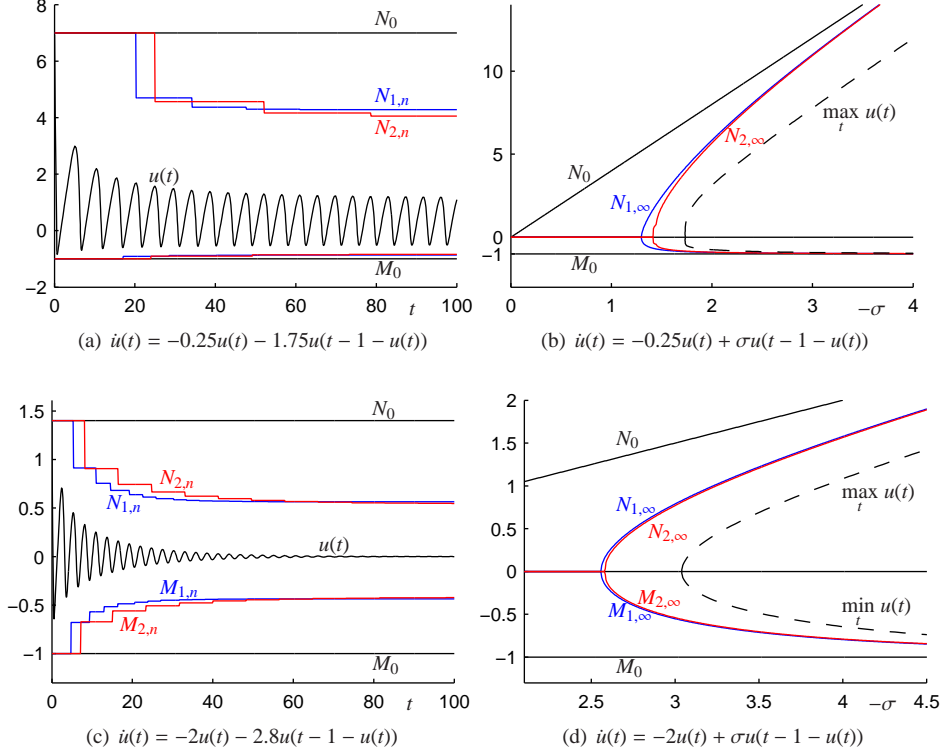 8
6
4
2
0
−2
0
20
40
60
80
100
t
N₀
N₁,ₙ
N₂,ₙ
u(t)
M₀
(a) u̇(t) = −0.25u(t) − 1.75u(t − 1 − u(t))
10
5
0
−1
0
1
2
3
4
−σ
N₀
N₁,∞
N₂,∞
max u(t)
t
M₀
(b) u̇(t) = −0.25u(t) + σu(t − 1 − u(t))
1.5
1
0.5
0
−0.5
−1
0
20
40
60
80
100
t
N₀
N₂,ₙ
N₁,ₙ
u(t)
M₁,ₙ
M₂,ₙ
M₀
(c) u̇(t) = −2u(t) − 2.8u(t − 1 − u(t))
2
1.5
1
0.5
0
−0.5
−1
2.5
3
3.5
4
4.5
−σ
N₀
N₁,∞
N₂,∞
max u(t)
t
M₂,∞
M₁,∞
min u(t)
t
M₀
(d) u̇(t) = −2u(t) + σu(t − 1 − u(t))